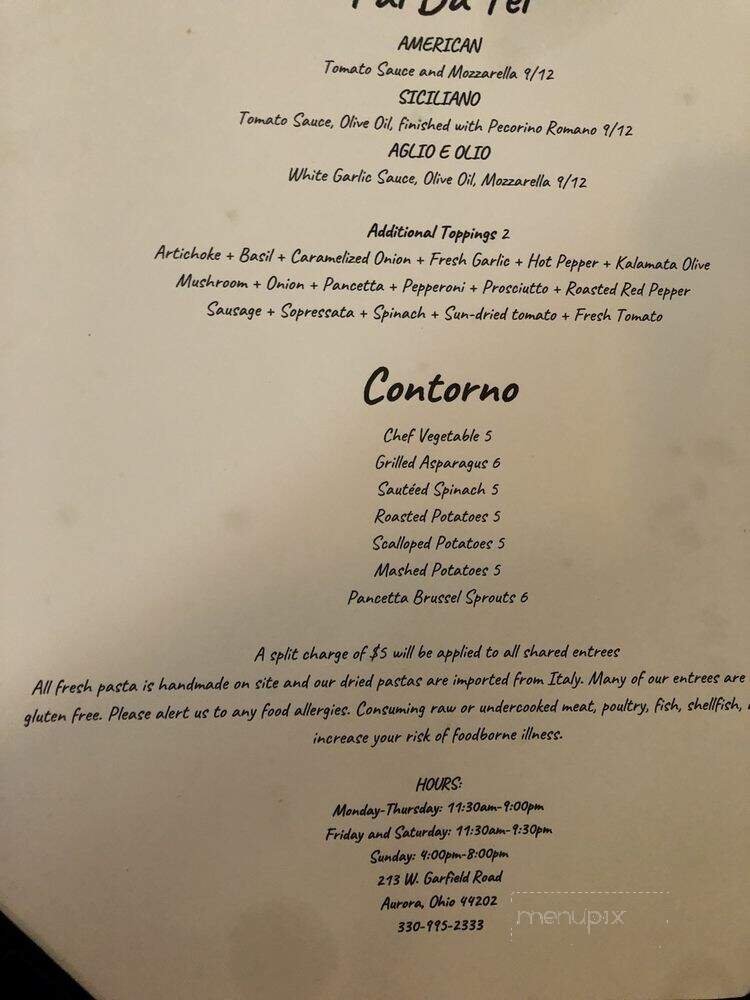 Fai Da Te!
AMERICAN
Tomato Sauce and Mozzarella 9/12
SICILIANO
Tomato Sauce, Olive Oil, finished with Pecorino Romano 9/12
AGLIO E OLIO
White Garlic Sauce, Olive Oil, Mozzarella 9/12
Additional Toppings 2
Artichoke + Basil + Caramelized Onion + Fresh Garlic + Hot Pepper + Kalamata Olive
Mushroom + Onion + Pancetta + Pepperoni + Prosciutto + Roasted Red Pepper
Sausage + Sopressata + Spinach + Sun-dried tomato + Fresh Tomato
Contorno
Chef Vegetable 5
Grilled Asparagus 6
Sautéed Spinach 5
Roasted Potatoes 5
Scalloped Potatoes 5
Mashed Potatoes 5
Pancetta Brussel Sprouts 6
A split charge of $5 will be applied to all shared entrees
All fresh pasta is handmade on site and our dried pastas are imported from Italy. Many of our entrees are
gluten free. Please alert us to any food allergies. Consuming raw or undercooked meat, poultry, fish, shellfish,
increase your risk of foodborne illness.
HOURS:
Monday-Thursday: 11:30am-9:00pm
Friday and Saturday: 11:30am-9:30pm
Sunday: 4:00pm-8:00pm
213 W. Garfield Road
Aurora, Ohio 44202
330-995-2333
menupix